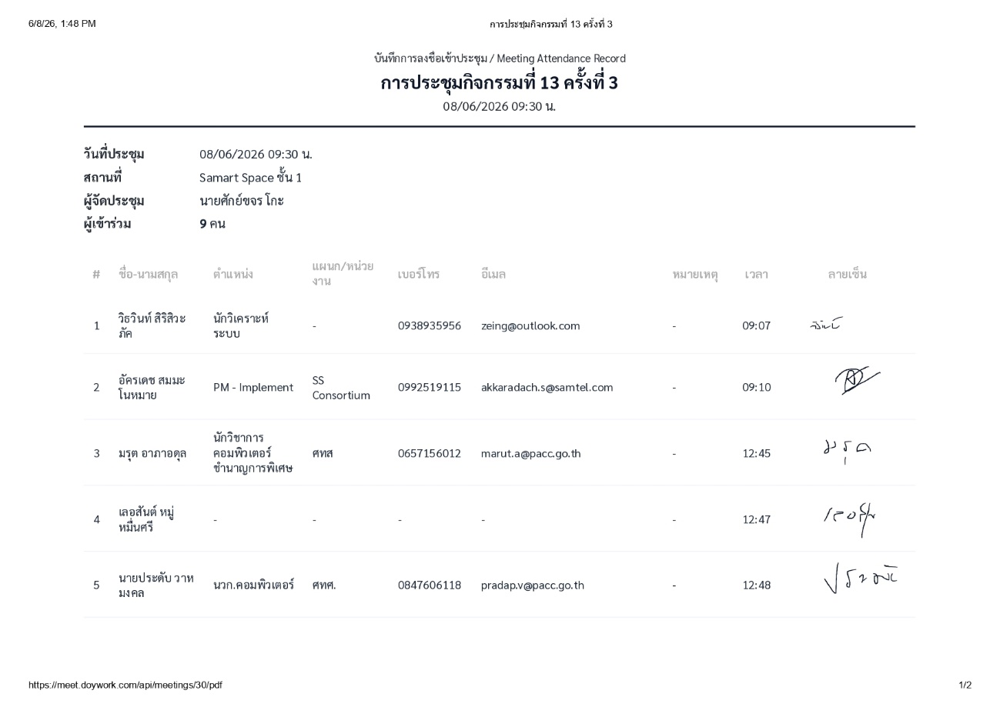 6/8/26, 1:48 PM
การประชุมกิจกรรมที่ 13 ครั้งที่ 3
บันทึกการลงชื่อเข้าประชุม / Meeting Attendance Record
การประชุมกิจกรรมที่ 13 ครั้งที่ 3
08/06/2026 09:30 น.
วันที่ประชุม 08/06/2026 09:30 น.
สถานที่ Samart Space ชั้น 1
ผู้จัดประชุม นายศักย์ขจร โกะ
ผู้เข้าร่วม 9 คน
# ชื่อ-นามสกุล ตำแหน่ง แผนก/หน่วย
งาน เบอร์โทร อีเมล หมายเหตุ เวลา ลายเซ็น
1 วิธวินท์ สิริสิวะ
ภัค นักวิเคราะห์
ระบบ - 0938935956 zeing@outlook.com - 09:07
2 อัครเดช สมมะ
โนหมาย PM - Implement SS
Consortium 0992519115 akkaradach.s@samtel.com - 09:10
3 มรุต อาภาอดุล นักวิชาการ
คอมพิวเตอร์
ชำนาญการพิเศษ ศทส 0657156012 marut.a@pacc.go.th - 12:45 มรุต
4 เลอสันต์ หมู่
หมื่นศรี - - - - - 12:47
5 นายประดับ วาห
มงคล นวก.คอมพิวเตอร์ ศทศ. 0847606118 pradap.v@pacc.go.th - 12:48
https://meet.doywork.com/api/meetings/30/pdf
1/2